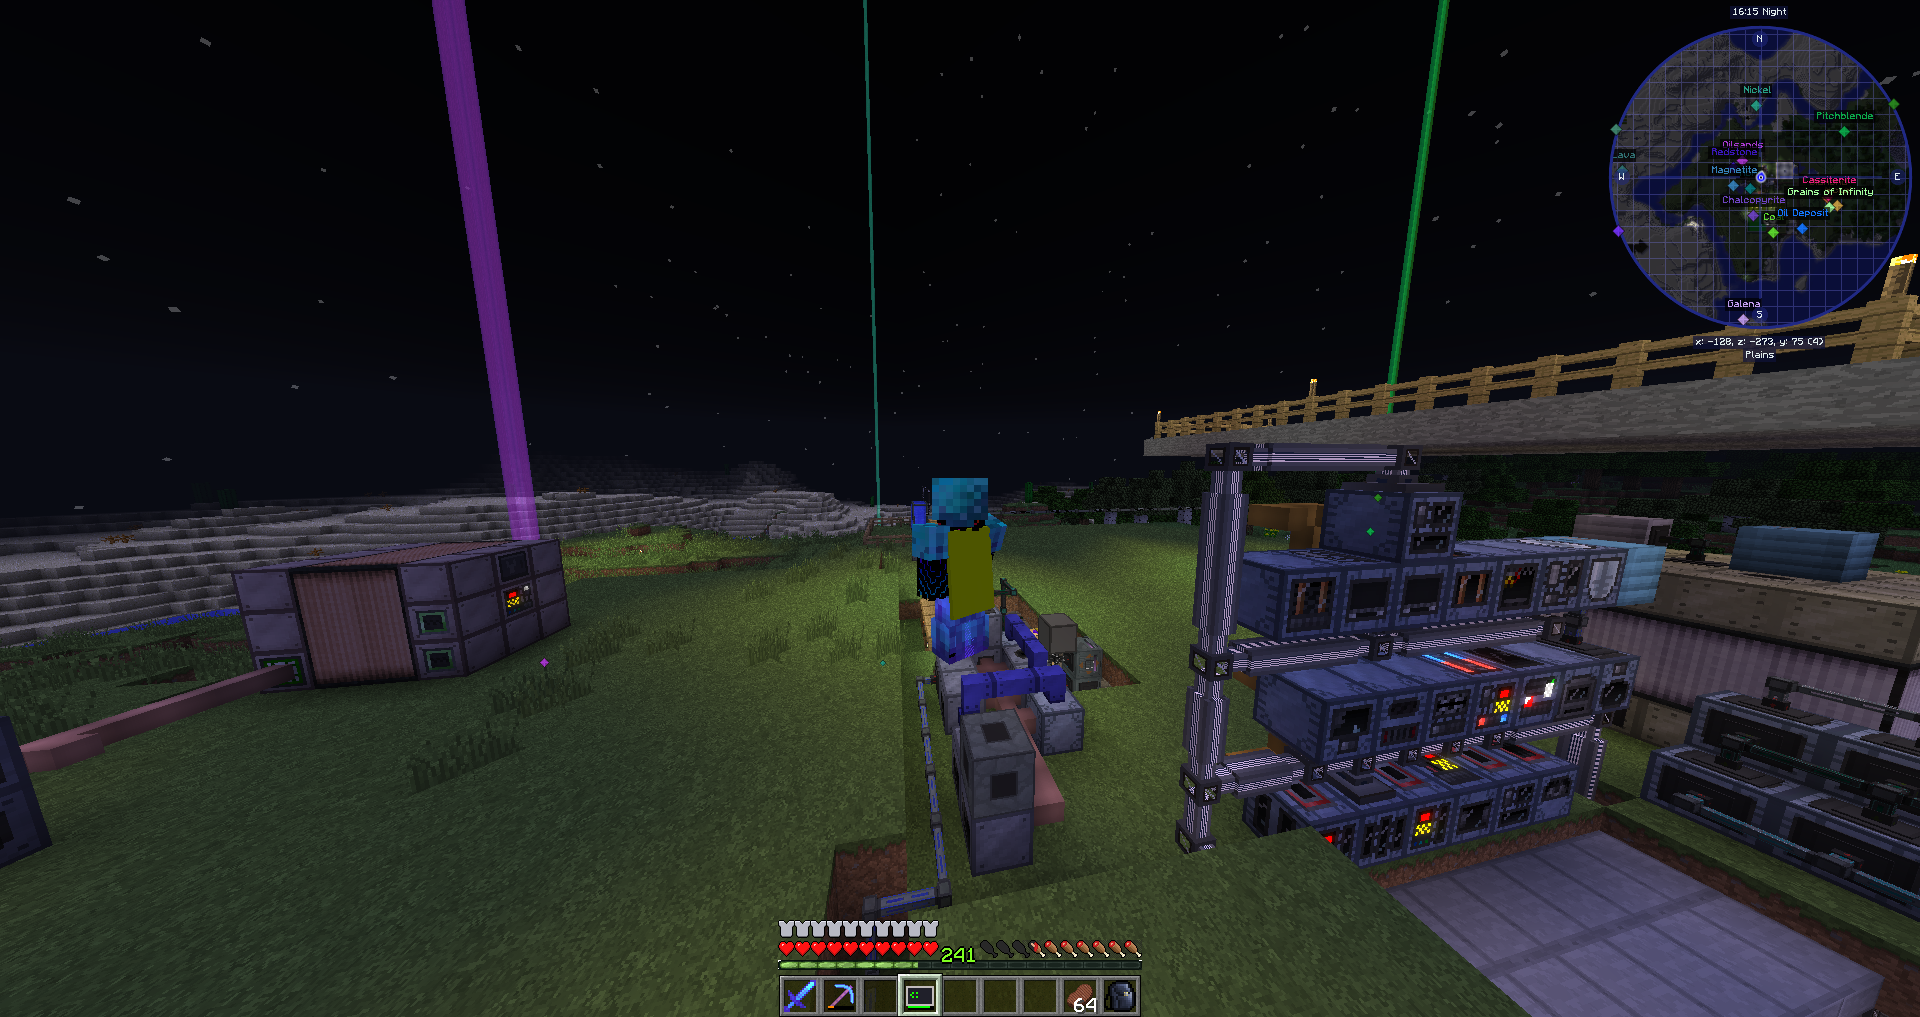 16:15 Night
N
Nickel
Pitchblende
Oilsands
Redstone
Lava
Magnetite
W
E
Cassiterite
Grains of Infinity
Chalcopyrite
Co
Oil Deposit
Galena
S
x: -128, z: -273, y: 75 (4)
Plains
241
64